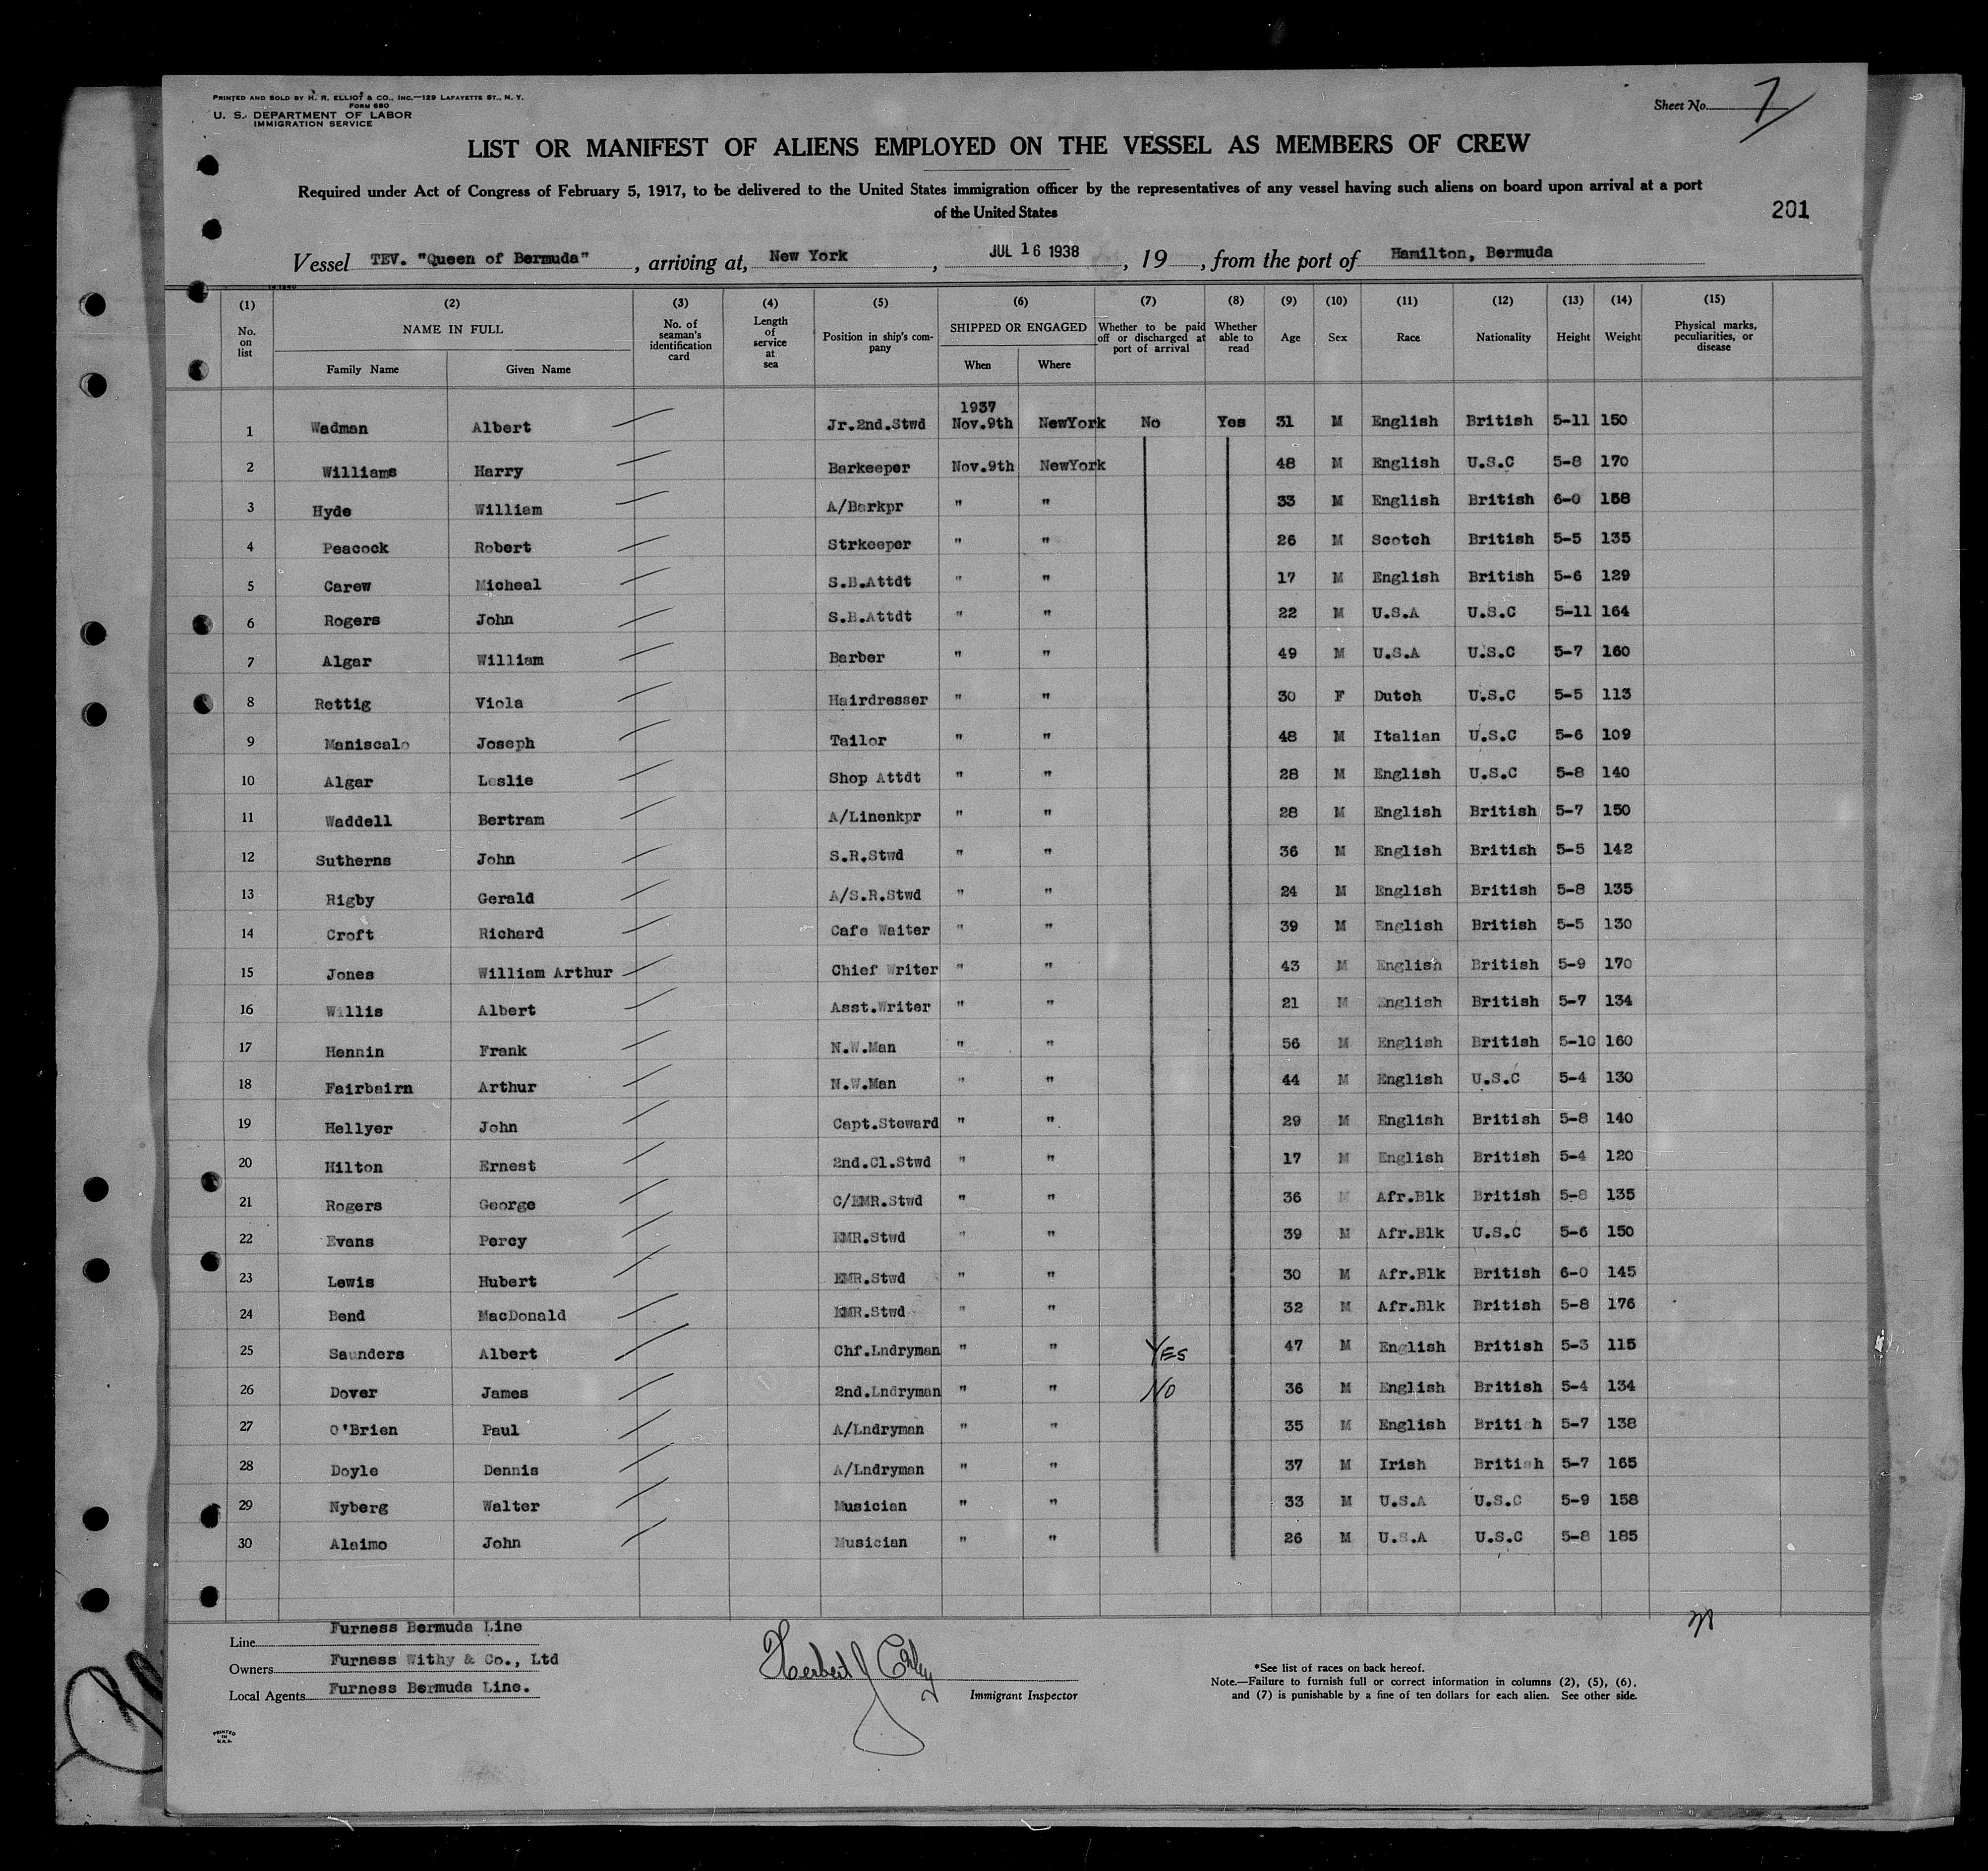 PRINTED AND SOLD BY H. R. ELLIOT & CO., INC.—129 LAFAYETTE ST., N. Y.
FORM 680
U. S. DEPARTMENT OF LABOR
IMMIGRATION SERVICE
Sheet No. 7
LIST OR MANIFEST OF ALIENS EMPLOYED ON THE VESSEL AS MEMBERS OF CREW
Required under Act of Congress of February 5, 1917, to be delivered to the United States immigration officer by the representatives of any vessel having such aliens on board upon arrival at a port
of the United States
201
Vessel TEV. "Queen of Bermuda", arriving at, New York, JUL 16 1938, 19, from the port of Hamilton, Bermuda
(1) (2) (3) (4) (5) (6) (7) (8) (9) (10) (11) (12) (13) (14) (15)
No. on list NAME IN FULL Family Name Given Name No. of seaman's identification card Length of service at sea Position in ship's company SHIPPED OR ENGAGED When Where Whether to be paid off or discharged at port of arrival Whether able to read Age Sex Race Nationality Height Weight Physical marks, peculiarities, or disease
1937
1 Wadman Albert Jr.2nd.Stwd Nov.9th NewYork No Yes 31 M English British 5-11 150
2 Williams Harry Barkeeper Nov.9th NewYork 48 M English U.S.C 5-8 170
3 Hyde William A/Barkpr " " 33 M English British 6-0 158
4 Peacock Robert Strkeeper " " 26 M Scotch British 5-5 135
5 Carew Micheal S.B.Attdt " " 17 M English British 5-6 129
6 Rogers John S.B.Attdt " " 22 M U.S.A U.S.C 5-11 164
7 Algar William Barber " " 49 M U.S.A U.S.C 5-7 160
8 Rettig Viola Hairdresser " " 30 F Dutch U.S.C 5-5 113
9 Maniscalo Joseph Tailor " " 48 M Italian U.S.C 5-6 109
10 Algar Leslie Shop Attdt " " 28 M English U.S.C 5-8 140
11 Waddell Bertram A/Linenkpr " " 28 M English British 5-7 150
12 Sutherns John S.R.Stwd " " 36 M English British 5-5 142
13 Rigby Gerald A/S.R.Stwd " " 24 M English British 5-8 135
14 Croft Richard Cafe Waiter " " 39 M English British 5-5 130
15 Jones William Arthur Chief Writer " " 43 M English British 5-9 170
16 Willis Albert Asst.Writer " " 21 M English British 5-7 134
17 Hennin Frank N.W.Man " " 56 M English British 5-10 160
18 Fairbairn Arthur N.W.Man " " 44 M English U.S.C 5-4 130
19 Hellyer John Capt.Steward " " 29 M English British 5-8 140
20 Hilton Ernest 2nd.Cl.Stwd " " 17 M English British 5-4 120
21 Rogers George C/EMR.Stwd " " 36 M Afr.Blk British 5-8 135
22 Evans Percy EMR.Stwd " " 39 M Afr.Blk U.S.C 5-6 150
23 Lewis Hubert EMR.Stwd " " 30 M Afr.Blk British 6-0 145
24 Bend MacDonald EMR.Stwd " " 32 M Afr.Blk British 5-8 176
25 Saunders Albert Chf.Lndryman " " YES 47 M English British 5-3 115
26 Dover James 2nd.Lndryman " " NO 36 M English British 5-4 134
27 O'Brien Paul A/Lndryman " " 35 M English British 5-7 138
28 Doyle Dennis A/Lndryman " " 37 M Irish British 5-7 165
29 Nyberg Walter Musician " " 33 M U.S.A U.S.C 5-9 158
30 Alaimo John Musician " " 26 M U.S.A U.S.C 5-8 185
Line Furness Bermuda Line
Owners Furness Withy & Co., Ltd
Local Agents Furness Bermuda Line.
Herbert J
Immigrant Inspector
*See list of races on back hereof.
Note.—Failure to furnish full or correct information in columns (2), (5), (6),
and (7) is punishable by a fine of ten dollars for each alien. See other side.
PRINTED
IN
U.S.A.